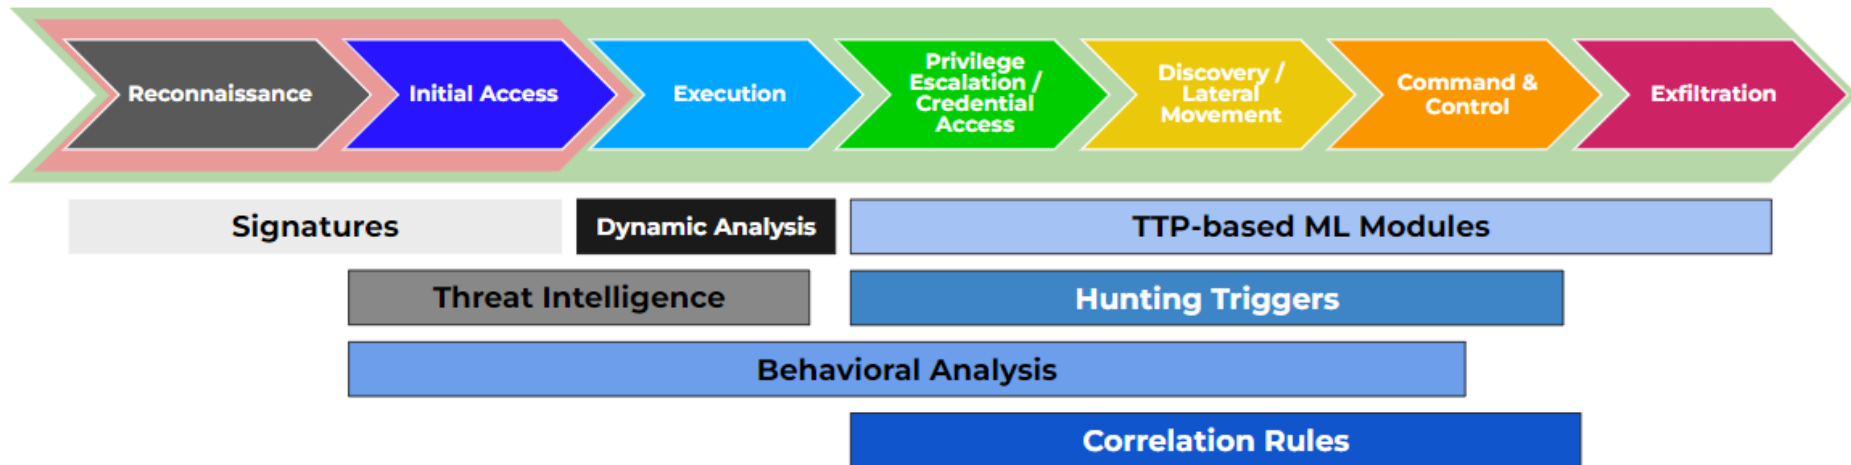 Reconnaissance
Initial Access
Execution
Privilege
Escalation /
Credential
Access
Discovery /
Lateral
Movement
Command &
Control
Exfiltration
Signatures
Dynamic Analysis
TTP-based ML Modules
Threat Intelligence
Hunting Triggers
Behavioral Analysis
Correlation Rules